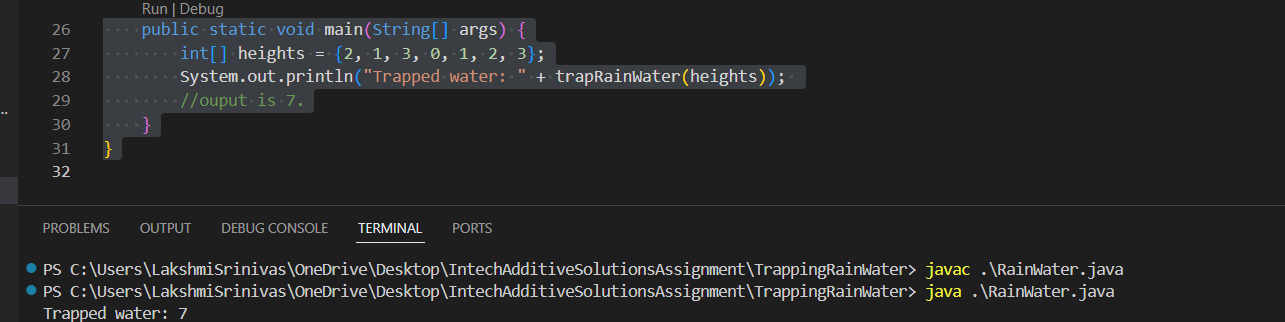 Run | Debug
26 public static void main(String[] args) {
27 int[] heights = {2, 1, 3, 0, 1, 2, 3};
28 System.out.println("Trapped water: " + trapRainWater(heights));
29 //ouput is 7.
30 }
31 }
32
PROBLEMS OUTPUT DEBUG CONSOLE TERMINAL PORTS
PS C:\Users\LakshmiSrinivas\OneDrive\Desktop\IntechAdditiveSolutionsAssignment\TrappingRainWater> javac .\RainWater.java
PS C:\Users\LakshmiSrinivas\OneDrive\Desktop\IntechAdditiveSolutionsAssignment\TrappingRainWater> java .\RainWater.java
Trapped water: 7